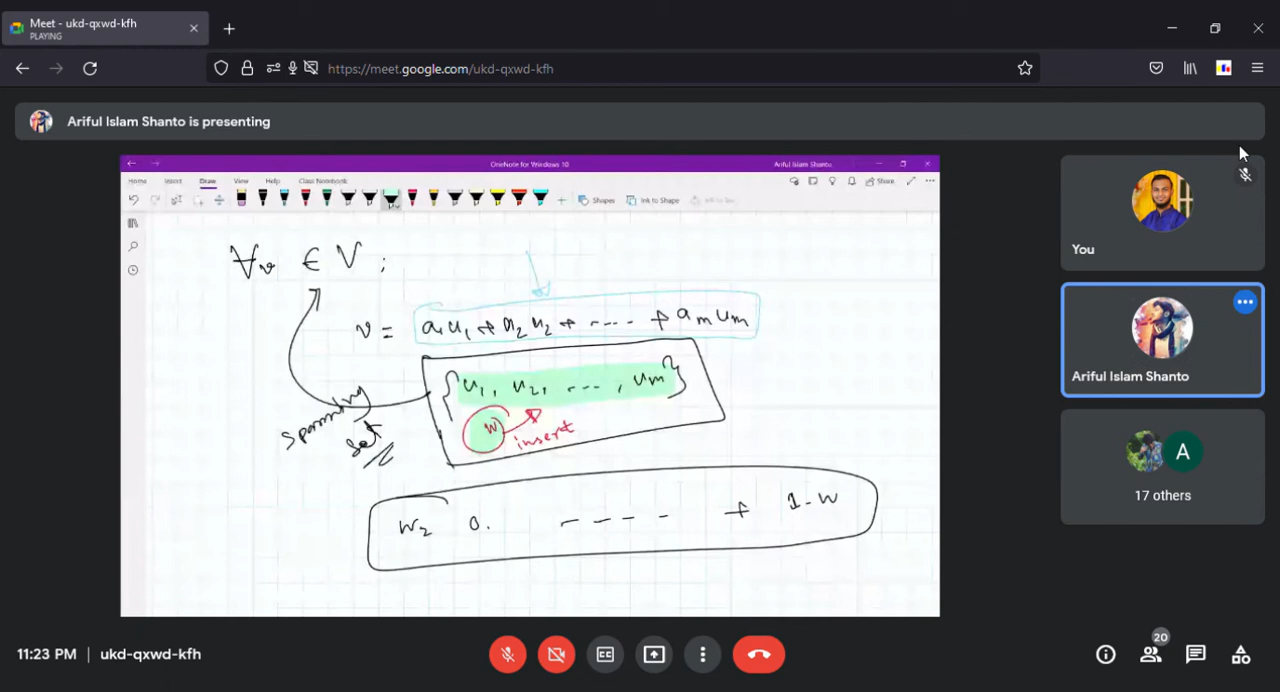 Meet - ukd-qxwd-kfh
PLAYING
https://meet.google.com/ukd-qxwd-kfh
Ariful Islam Shanto is presenting
OneNote for Windows 10
Ariful Islam Shanto
Home Insert Draw View Help Class Notebook
Share
Shapes Ink to Shape
∀v ∈ V ;
v = a₁u₁ + a₂u₂ + ---- + amum
{u₁, u₂, ---- , um}
spanning
set
w insert
w₂ 0. ---- + 1-w
You
Ariful Islam Shanto
A
17 others
11:23 PM | ukd-qxwd-kfh
CC
20